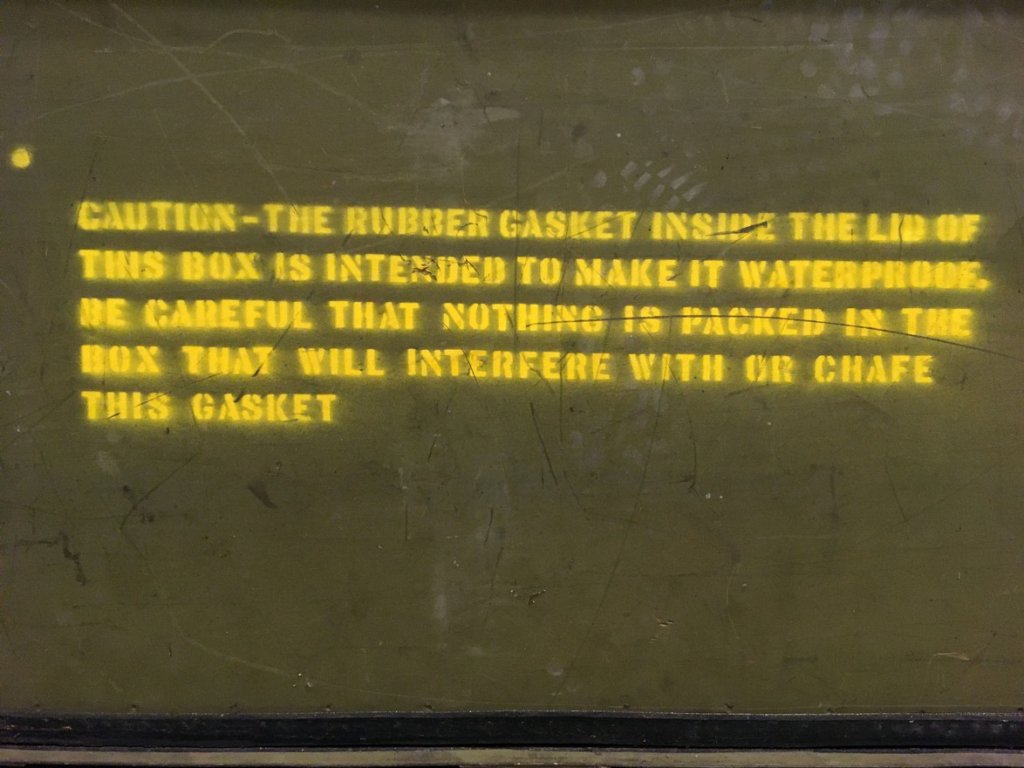 CAUTION-THE RUBBER GASKET INSIDE THE LID OF
THIS BOX IS INTENDED TO MAKE IT WATERPROOF.
BE CAREFUL THAT NOTHING IS PACKED IN THE
BOX THAT WILL INTERFERE WITH OR CHAFE
THIS GASKET